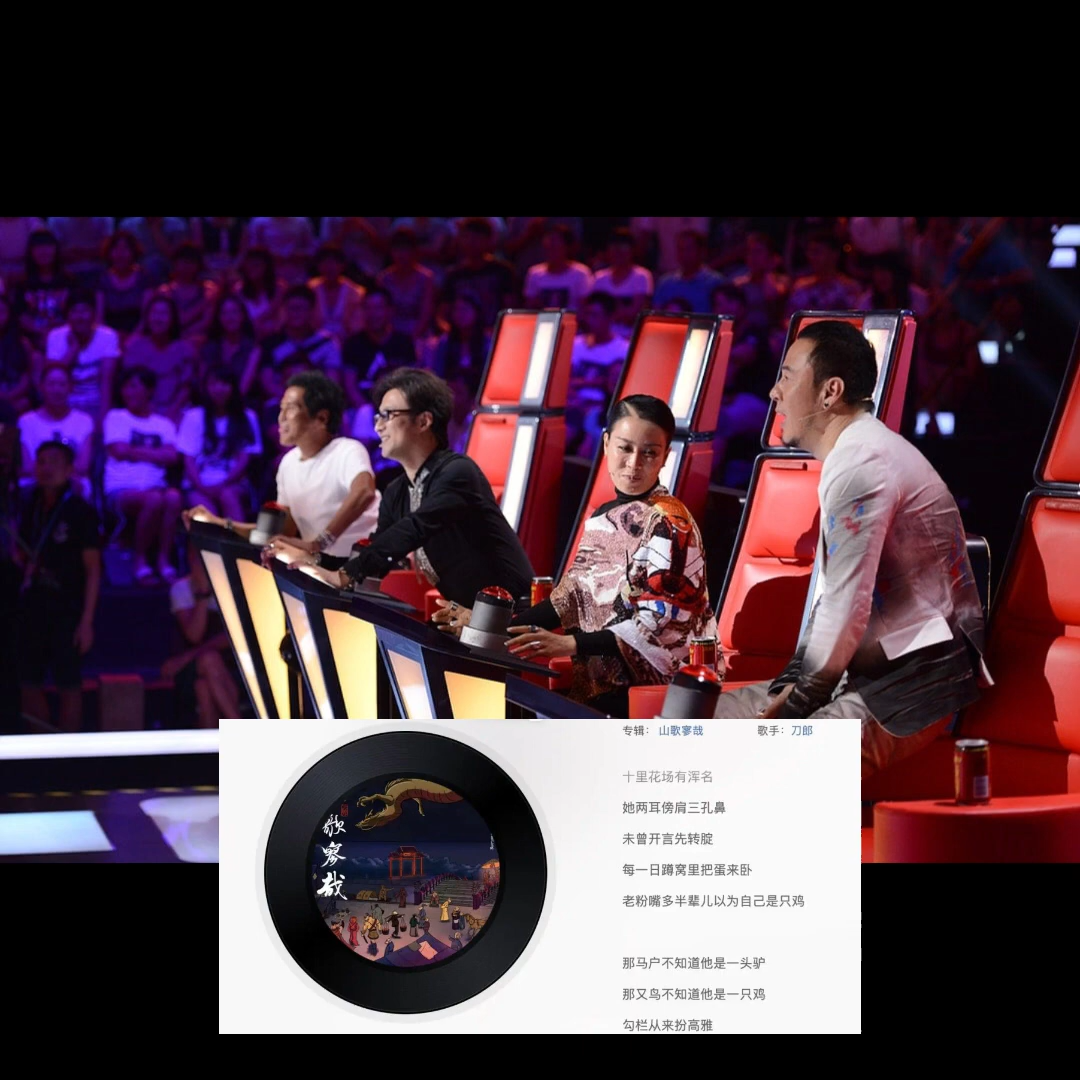 专辑： 山歌寥哉 歌手：刀郎
十里花场有浑名
她两耳傍肩三孔鼻
未曾开言先转腚
每一日蹲窝里把蛋来卧
老粉嘴多半辈儿以为自己是只鸡
那马户不知道他是一头驴
那又鸟不知道他是一只鸡
勾栏从来扮高雅
歌
寥
哉